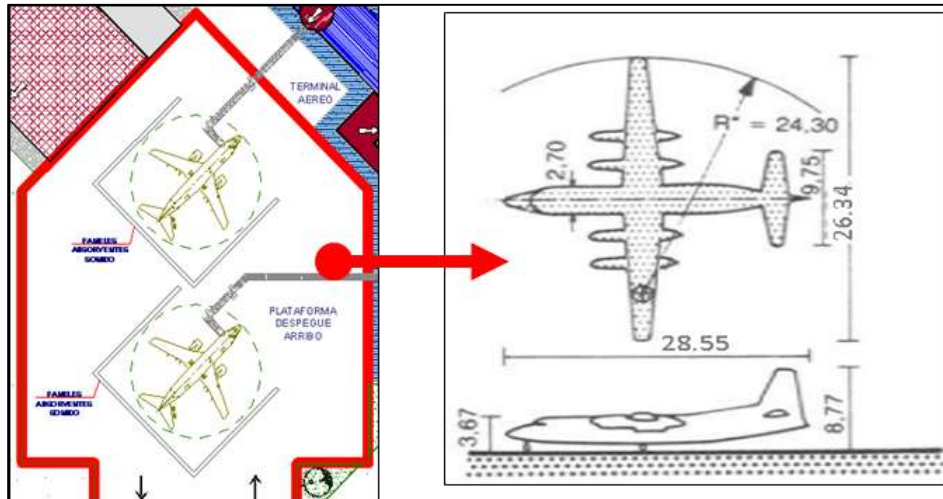 TERMINAL
AEREO
PANELES
ABSORVENTES
SONIDO
PLATAFORMA
DESPEGUE
ARRIBO
PANELES
ABSORVENTES
SONIDO
R = 24.30
2,70
9,75
26.34
28.55
3,67
8,77